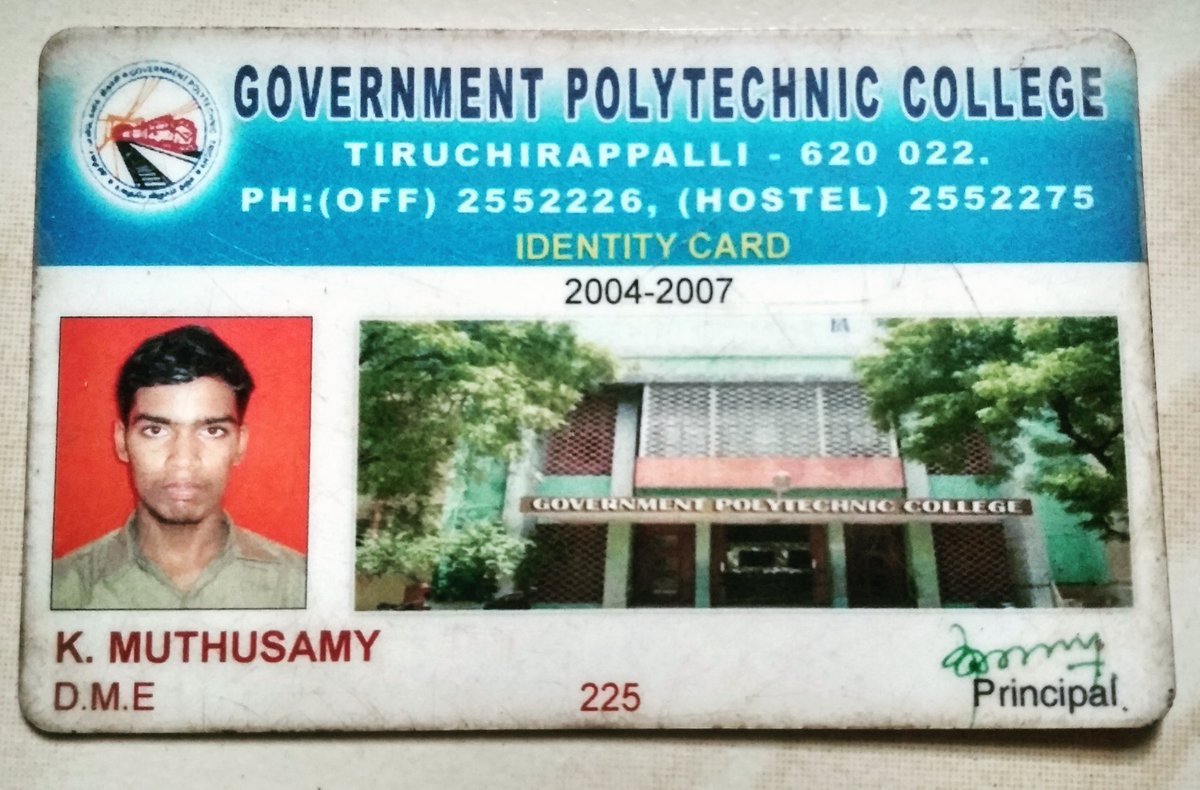 GOVERNMENT POLYTECHNIC COLLEGE
TIRUCHIRAPPALLI - 620 022.
PH:(OFF) 2552226, (HOSTEL) 2552275
IDENTITY CARD
2004-2007
GOVERNMENT POLYTECHNIC COLLEGE
K. MUTHUSAMY
D.M.E
225
Principal.